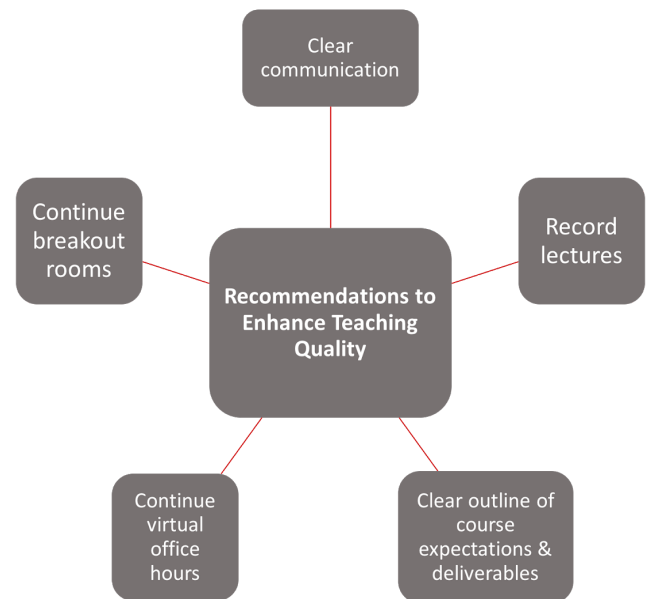 Clear
communication
Continue
breakout
rooms
Record
lectures
Recommendations to
Enhance Teaching
Quality
Continue
virtual
office
hours
Clear outline of
course
expectations &
deliverables